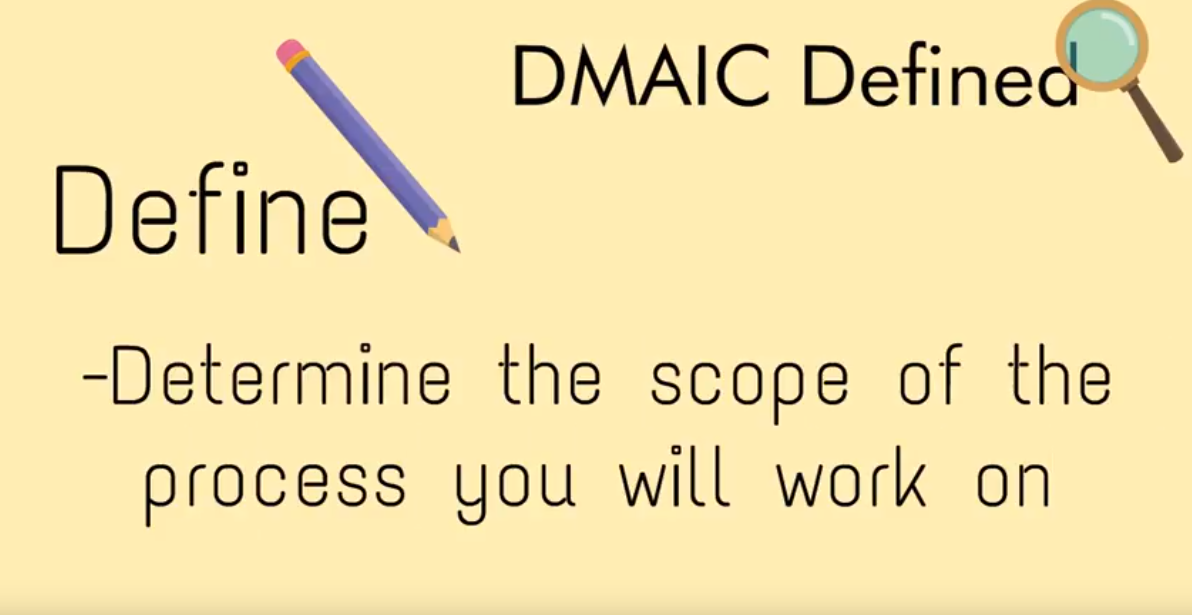 DMAIC Defined
Define
-Determine the scope of the
process you will work on